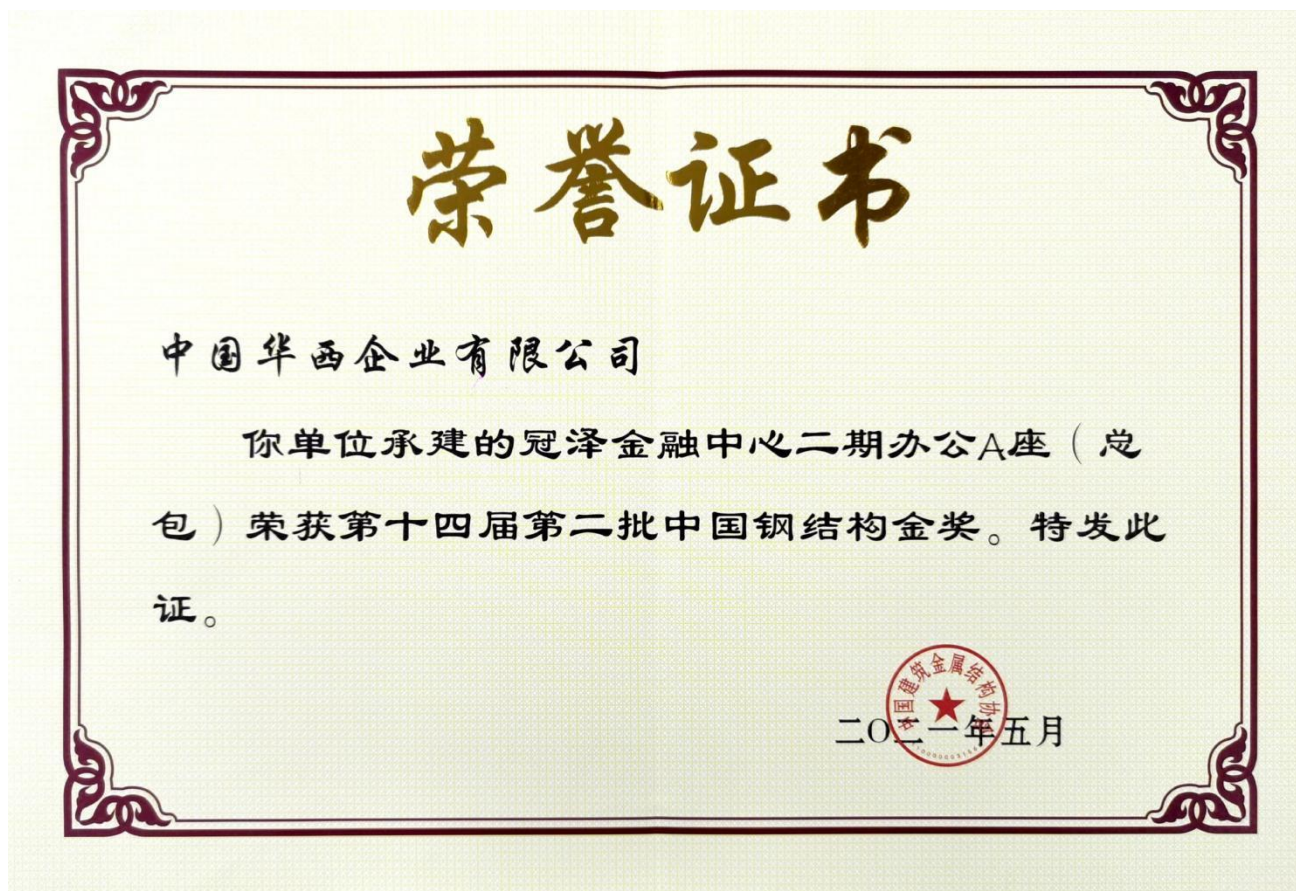 荣誉证书
中国华西企业有限公司
你单位承建的冠泽金融中心二期办公A座（总
包）荣获第十四届第二批中国钢结构金奖。特发此
证。
中国建筑金属结构协会
二〇二一年五月